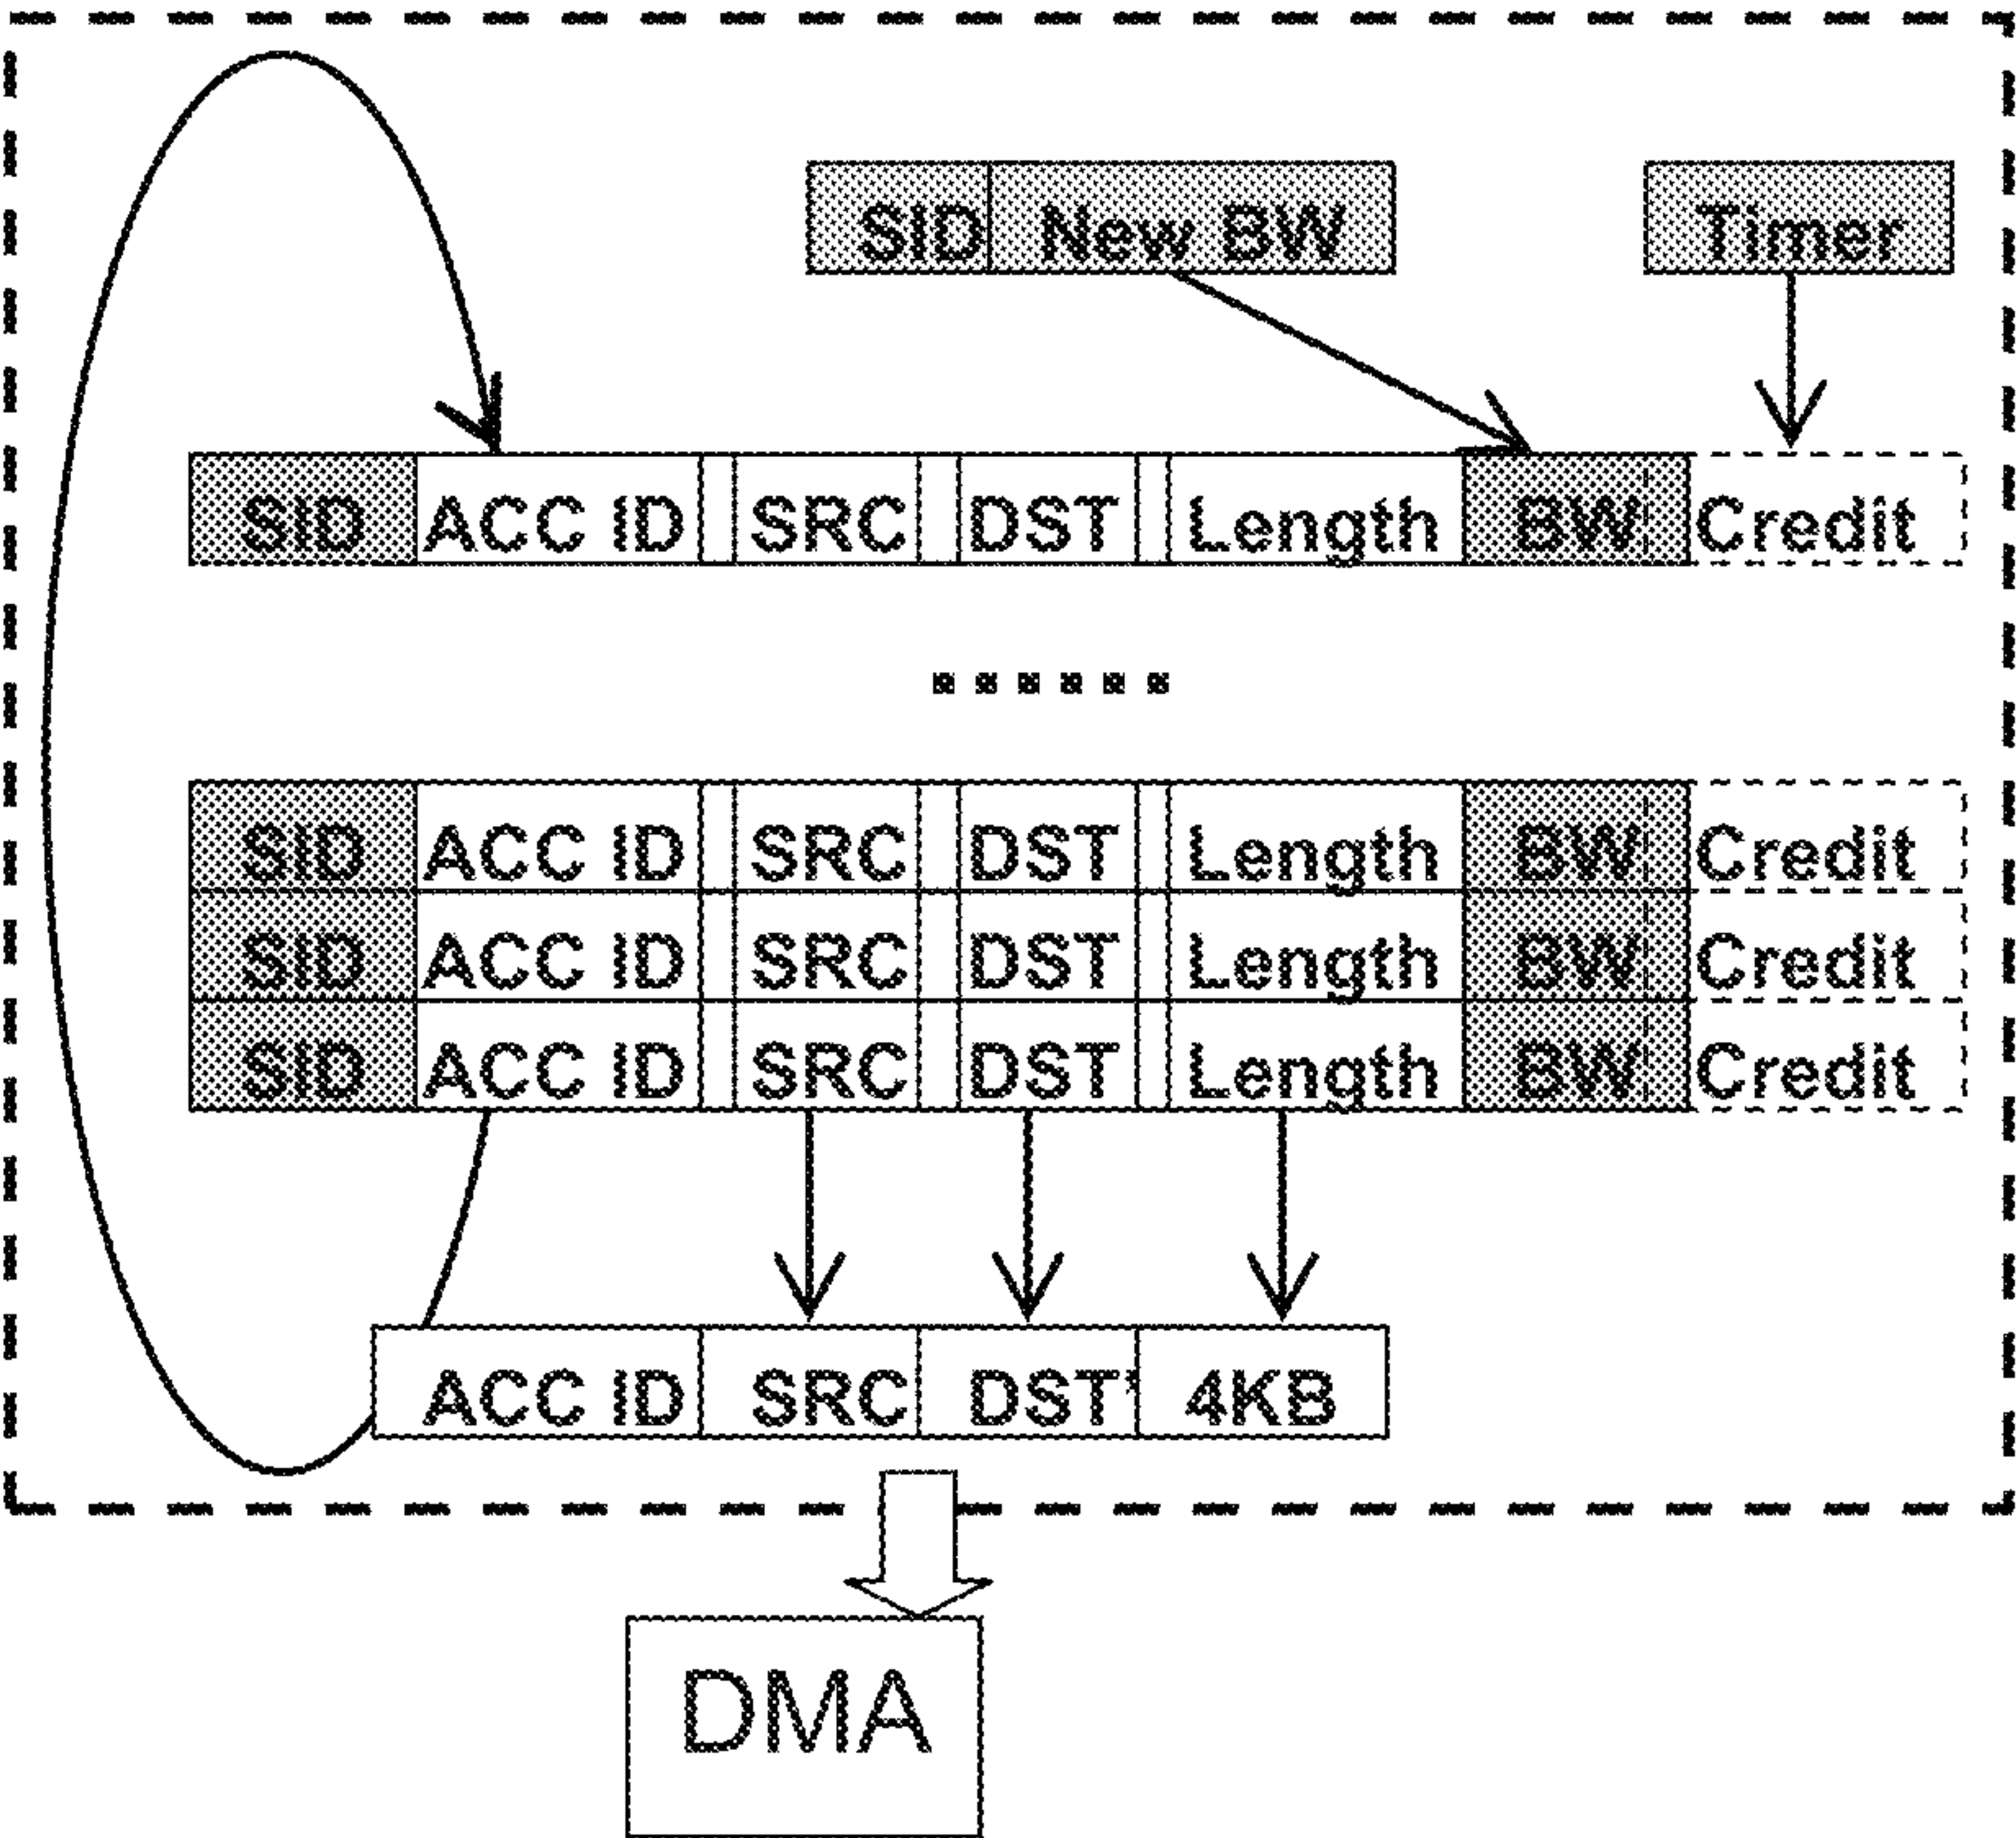 SID New BW Timer
SID ACC ID SRC DST Length BW Credit
......
SID ACC ID SRC DST Length BW Credit
SID ACC ID SRC DST Length BW Credit
SID ACC ID SRC DST Length BW Credit
ACC ID SRC DST' 4KB
DMA